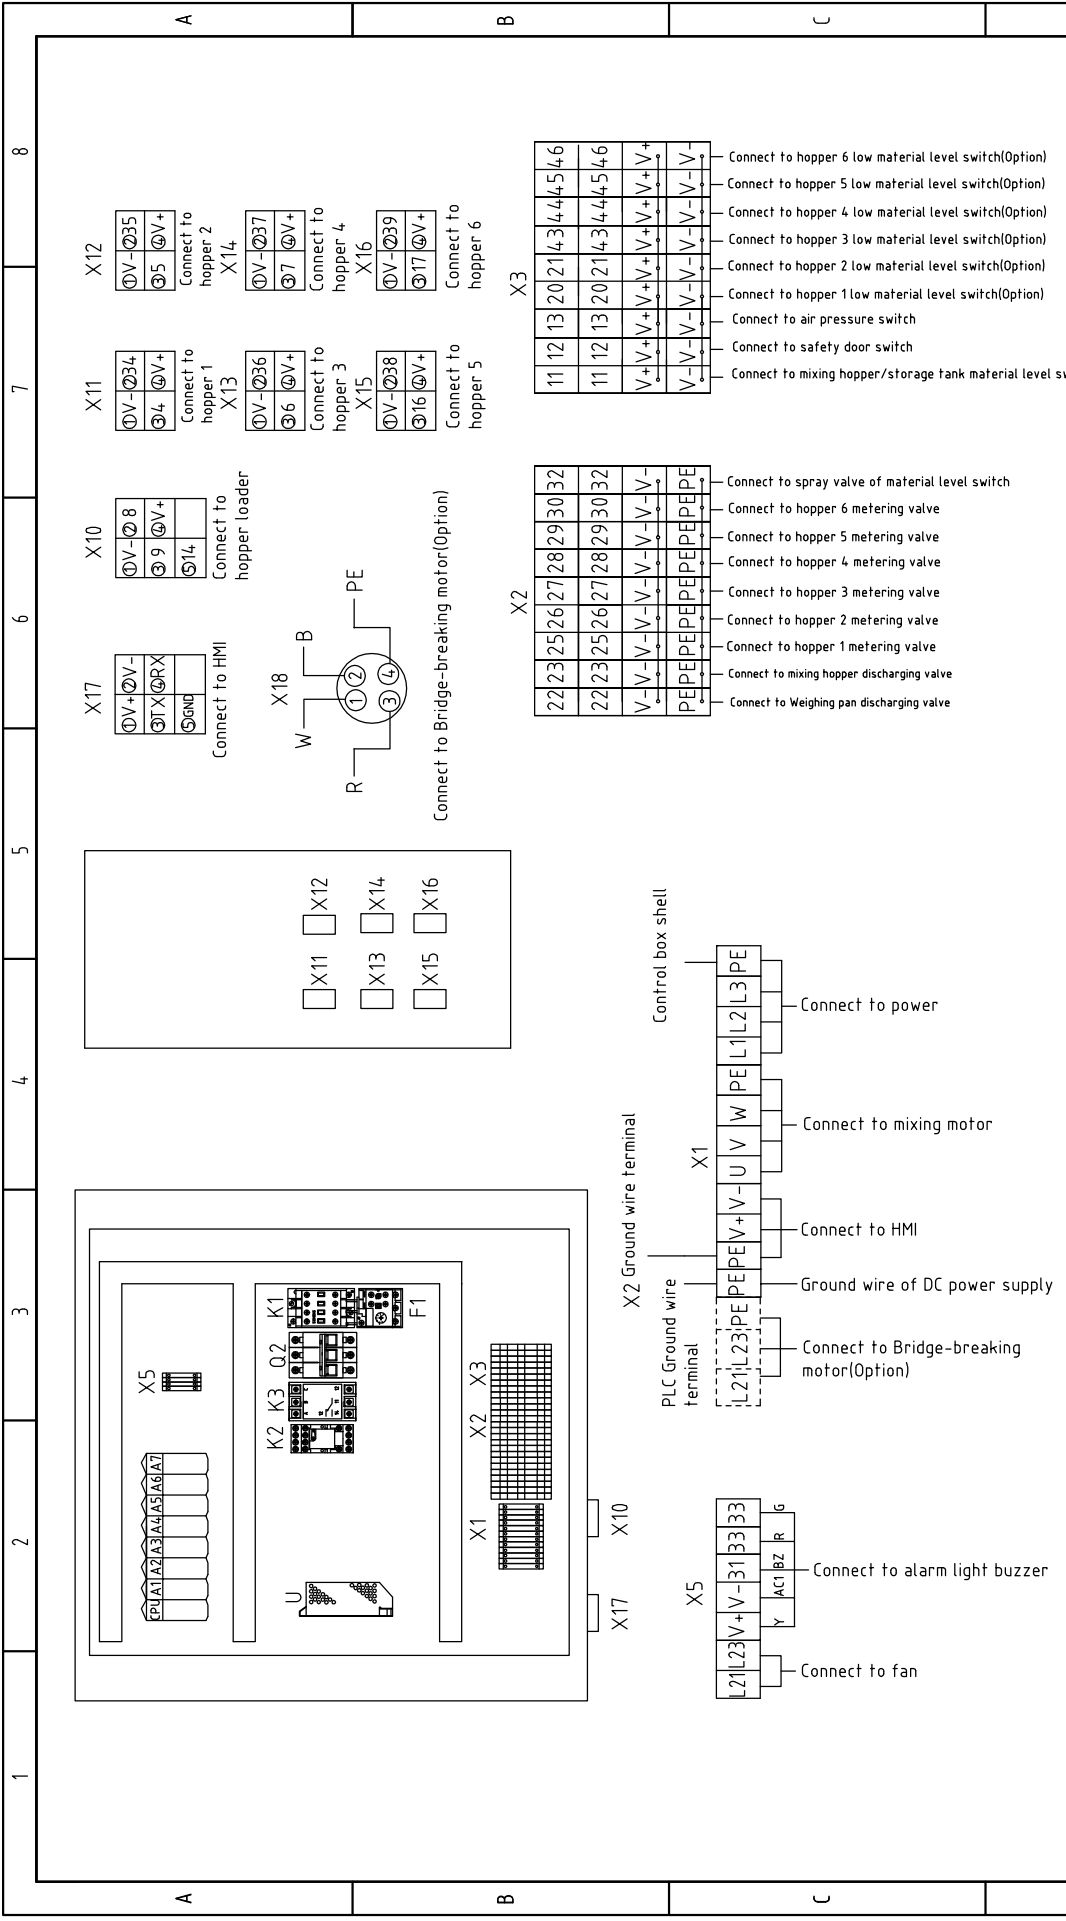 A
B
C
8
7
6
5
4
3
2
1
X12
①V- ②35
③5 ④V+
Connect to
hopper 2
X14
①V- ②37
③7 ④V+
Connect to
hopper 4
X16
①V- ②39
③17 ④V+
Connect to
hopper 6
X11
①V- ②34
③4 ④V+
Connect to
hopper 1
X13
①V- ②36
③6 ④V+
Connect to
hopper 3
X15
①V- ②38
③16 ④V+
Connect to
hopper 5
X10
①V- ②8
③9 ④V+
⑤14
Connect to
hopper loader
X17
①V+ ②V-
③TX ④RX
⑤GND
Connect to HMI
X18
W
B
R
PE
① ②
③ ④
Connect to Bridge-breaking motor(Option)
X3
11 12 13 20 21 43 44 45 46
11 12 13 20 21 43 44 45 46
V+ V+ V+ V+ V+ V+ V+ V+ V+
V- V- V- V- V- V- V- V- V-
Connect to hopper 6 low material level switch(Option)
Connect to hopper 5 low material level switch(Option)
Connect to hopper 4 low material level switch(Option)
Connect to hopper 3 low material level switch(Option)
Connect to hopper 2 low material level switch(Option)
Connect to hopper 1 low material level switch(Option)
Connect to air pressure switch
Connect to safety door switch
Connect to mixing hopper/storage tank material level sw
X2
22 23 25 26 27 28 29 30 32
22 23 25 26 27 28 29 30 32
V- V- V- V- V- V- V- V- V-
PE PE PE PE PE PE PE PE PE
Connect to spray valve of material level switch
Connect to hopper 6 metering valve
Connect to hopper 5 metering valve
Connect to hopper 4 metering valve
Connect to hopper 3 metering valve
Connect to hopper 2 metering valve
Connect to hopper 1 metering valve
Connect to mixing hopper discharging valve
Connect to Weighing pan discharging valve
X11 X12
X13 X14
X15 X16
X5
CPU A1 A2 A3 A4 A5 A6 A7
U
K2 K3 Q2 K1
F1
X1 X2 X3
X17 X10
Control box shell
X2 Ground wire terminal
PLC Ground wire
terminal
X1
L21 L23 PE PE PE V+ V- U V W PE L1 L2 L3 PE
Connect to power
Connect to mixing motor
Connect to HMI
Ground wire of DC power supply
Connect to Bridge-breaking
motor(Option)
X5
L21 L23 V+ V- 31 33 33
Y AC1 BZ R G
Connect to alarm light buzzer
Connect to fan
A
B
C